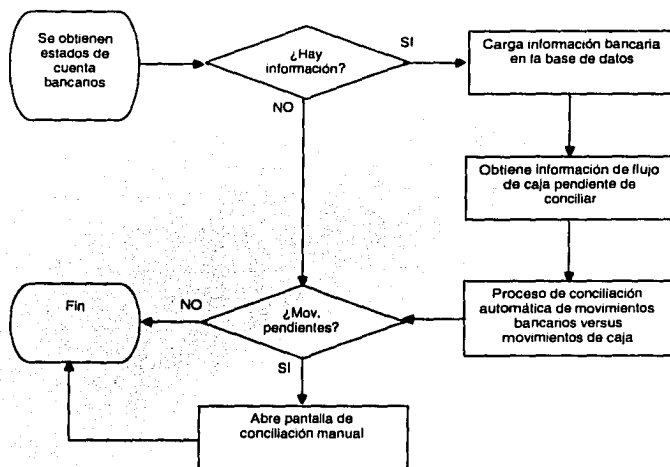 Se obtienen
estados de
cuenta
bancarios
¿Hay
información?
SI
NO
Carga información bancaria
en la base de datos
Obtiene información de flujo
de caja pendiente de
conciliar
Proceso de conciliación
automática de movimientos
bancarios versus
movimientos de caja
¿Mov.
pendientes?
NO
SI
Fin
Abre pantalla de
conciliación manual